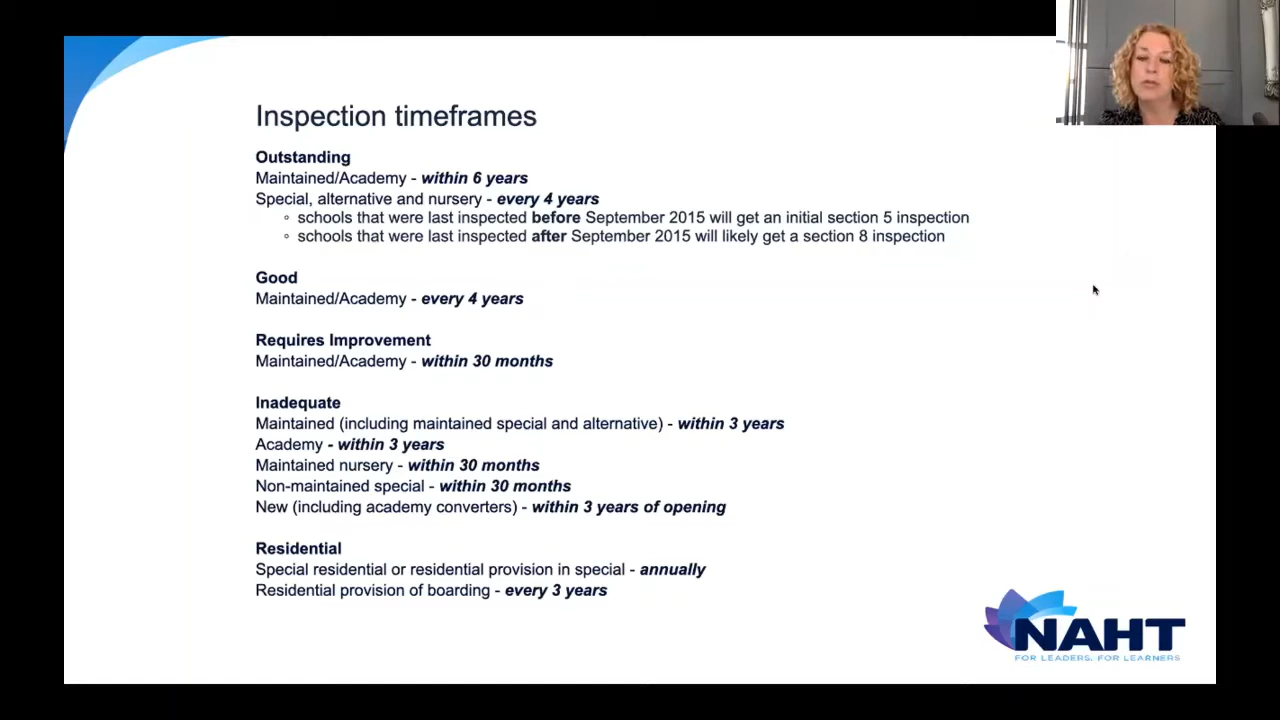 Inspection timeframes
Outstanding
Maintained/Academy - within 6 years
Special, alternative and nursery - every 4 years
◦ schools that were last inspected before September 2015 will get an initial section 5 inspection
◦ schools that were last inspected after September 2015 will likely get a section 8 inspection
Good
Maintained/Academy - every 4 years
Requires Improvement
Maintained/Academy - within 30 months
Inadequate
Maintained (including maintained special and alternative) - within 3 years
Academy - within 3 years
Maintained nursery - within 30 months
Non-maintained special - within 30 months
New (including academy converters) - within 3 years of opening
Residential
Special residential or residential provision in special - annually
Residential provision of boarding - every 3 years
NAHT
FOR LEADERS, FOR LEARNERS